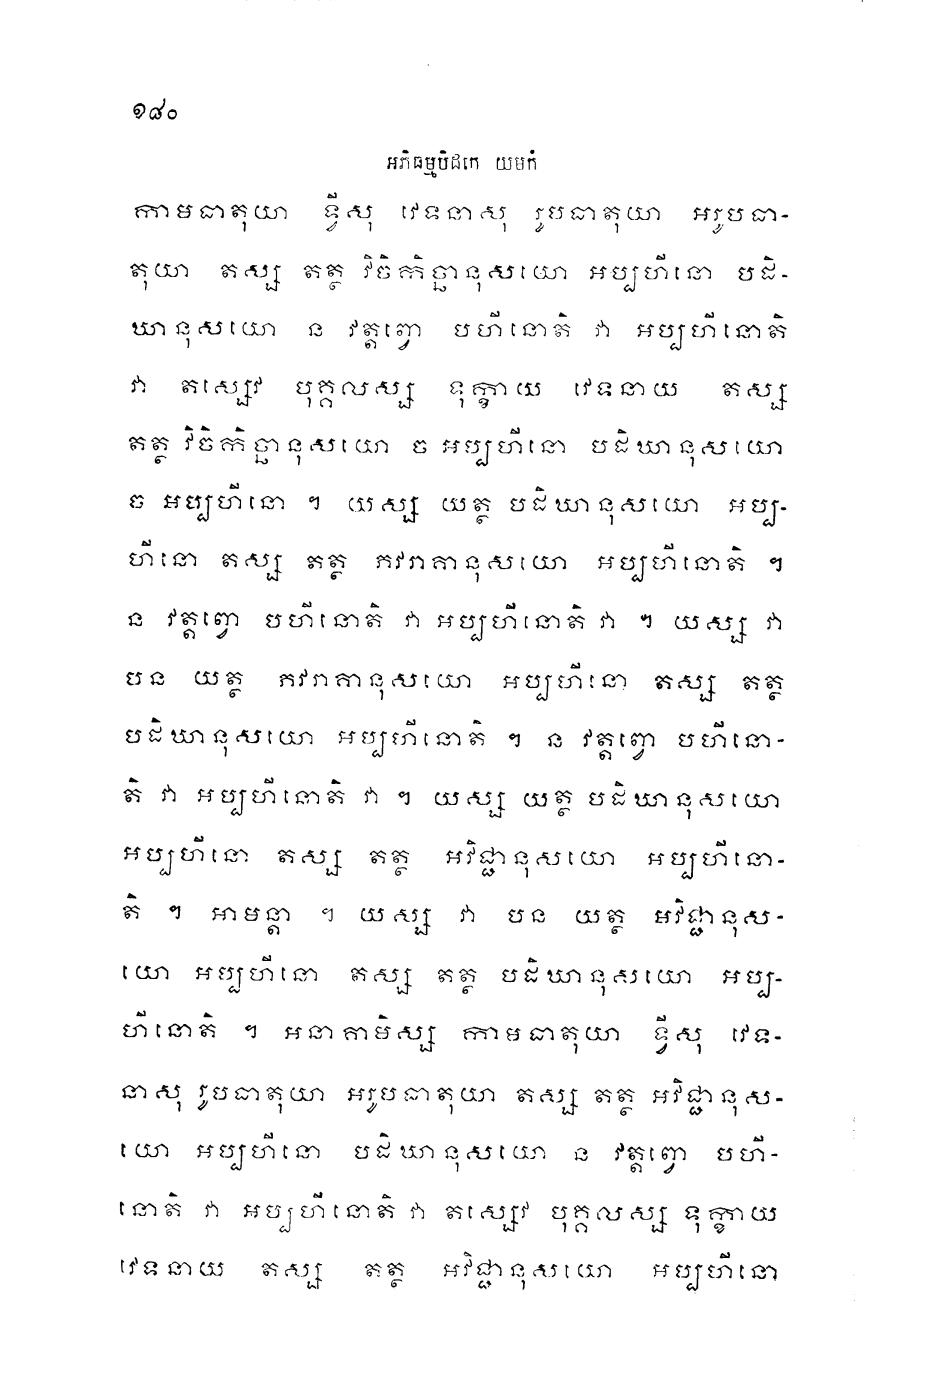 ១៨០
អភិធម្មបិដកេ យមកំ
កាមធាតុយា ទ្វីសុ វេទនាសុ រូបធាតុយា អរូបធា-
តុយា តស្ស តត្ថ វិចិកិច្ឆានុសយោ អប្បហីនោ បដិ-
ឃានុសយោ ន វត្តព្វោ បហីនោតិ វា អប្បហីនោតិ
វា តស្សេវ បុគ្គលស្ស ទុក្ខាយ វេទនាយ តស្ស
តត្ថ វិចិកិច្ឆានុសយោ ច អប្បហីនោ បដិឃានុសយោ
ច អប្បហីនោ ។ យស្ស យត្ថ បដិឃានុសយោ អប្ប-
ហីនោ តស្ស តត្ថ ភវរាគានុសយោ អប្បហីនោតិ ។
ន វត្តព្វោ បហីនោតិ វា អប្បហីនោតិ វា ។ យស្ស វា
បន យត្ថ ភវរាគានុសយោ អប្បហីនោ តស្ស តត្ថ
បដិឃានុសយោ អប្បហីនោតិ ។ ន វត្តព្វោ បហីនោ-
តិ វា អប្បហីនោតិ វា ។ យស្ស យត្ថ បដិឃានុសយោ
អប្បហីនោ តស្ស តត្ថ អវិជ្ជានុសយោ អប្បហីនោ-
តិ ។ អាមន្តា ។ យស្ស វា បន យត្ថ អវិជ្ជានុស-
យោ អប្បហីនោ តស្ស តត្ថ បដិឃានុសយោ អប្ប-
ហីនោតិ ។ អនាគាមិស្ស កាមធាតុយា ទ្វីសុ វេទ-
នាសុ រូបធាតុយា អរូបធាតុយា តស្ស តត្ថ អវិជ្ជានុស-
យោ អប្បហីនោ បដិឃានុសយោ ន វត្តព្វោ បហី-
នោតិ វា អប្បហីនោតិ វា តស្សេវ បុគ្គលស្ស ទុក្ខាយ
វេទនាយ តស្ស តត្ថ អវិជ្ជានុសយោ អប្បហីនោ